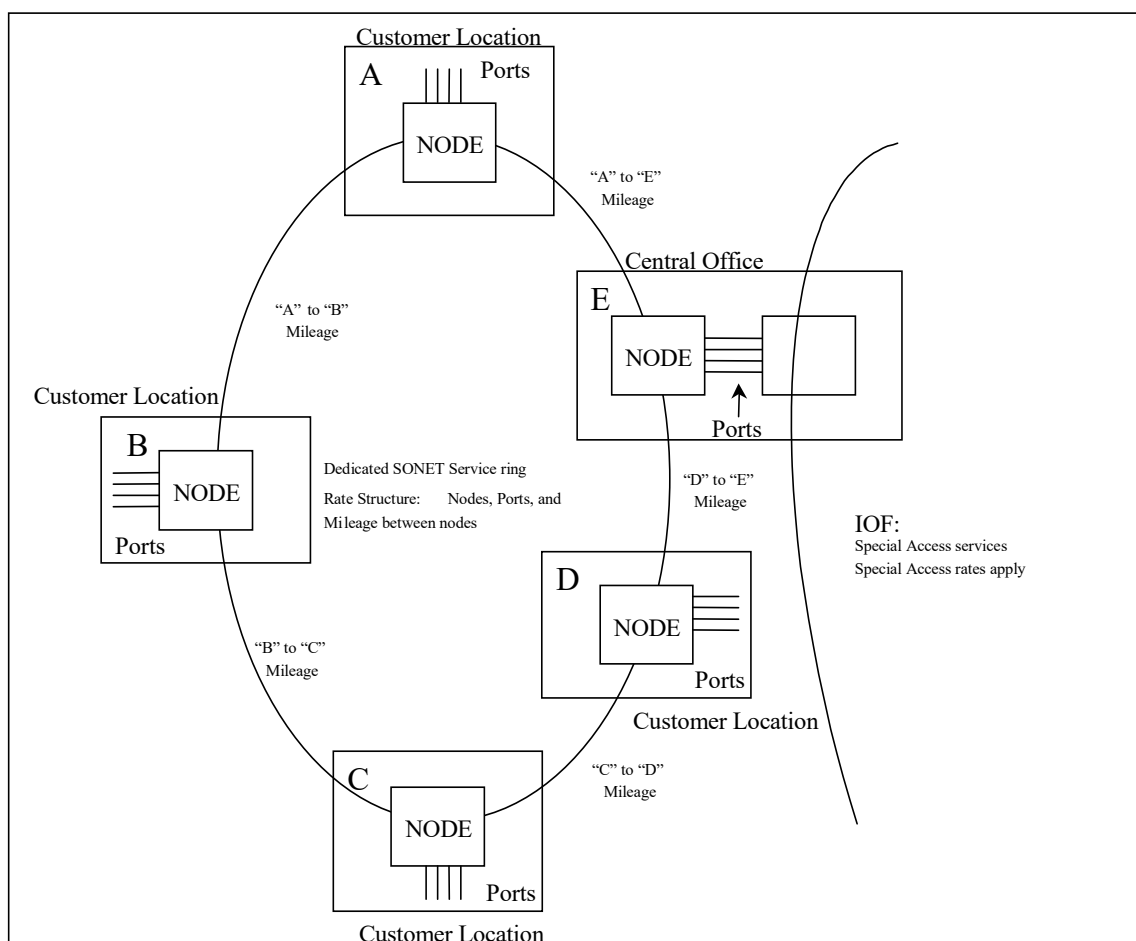 Customer Location
A
Ports
NODE
“A” to “E”
Mileage
Central Office
E
NODE
Ports
“A” to “B”
Mileage
Customer Location
B
NODE
Ports
Dedicated SONET Service ring
Rate Structure: Nodes, Ports, and
Mileage between nodes
“D” to “E”
Mileage
IOF:
Special Access services
Special Access rates apply
D
NODE
Ports
Customer Location
“B” to “C”
Mileage
“C” to “D”
Mileage
C
NODE
Ports
Customer Location